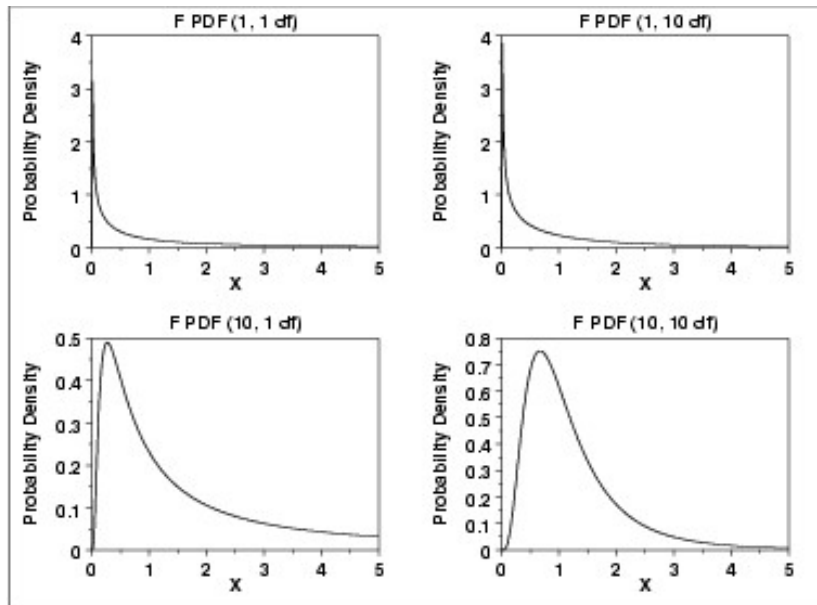 F PDF (1, 1 df)
Probability Density
4
3
2
1
0
0 1 2 3 4 5
X
F PDF (1, 10 df)
Probability Density
4
3
2
1
0
0 1 2 3 4 5
X
F PDF (10, 1 df)
Probability Density
0.5
0.4
0.3
0.2
0.1
0
0 1 2 3 4 5
X
F PDF (10, 10 df)
Probability Density
0.8
0.7
0.6
0.5
0.4
0.3
0.2
0.1
0
0 1 2 3 4 5
X